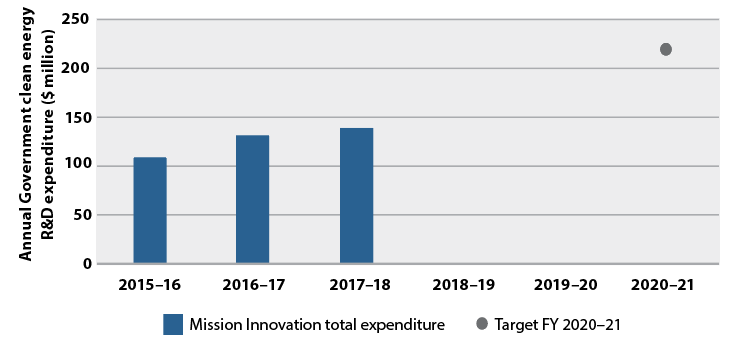 Annual Government clean energy
R&D expenditure ($ million)
250
200
150
100
50
0
2015–16 2016–17 2017–18 2018–19 2019–20 2020–21
Mission Innovation total expenditure Target FY 2020–21